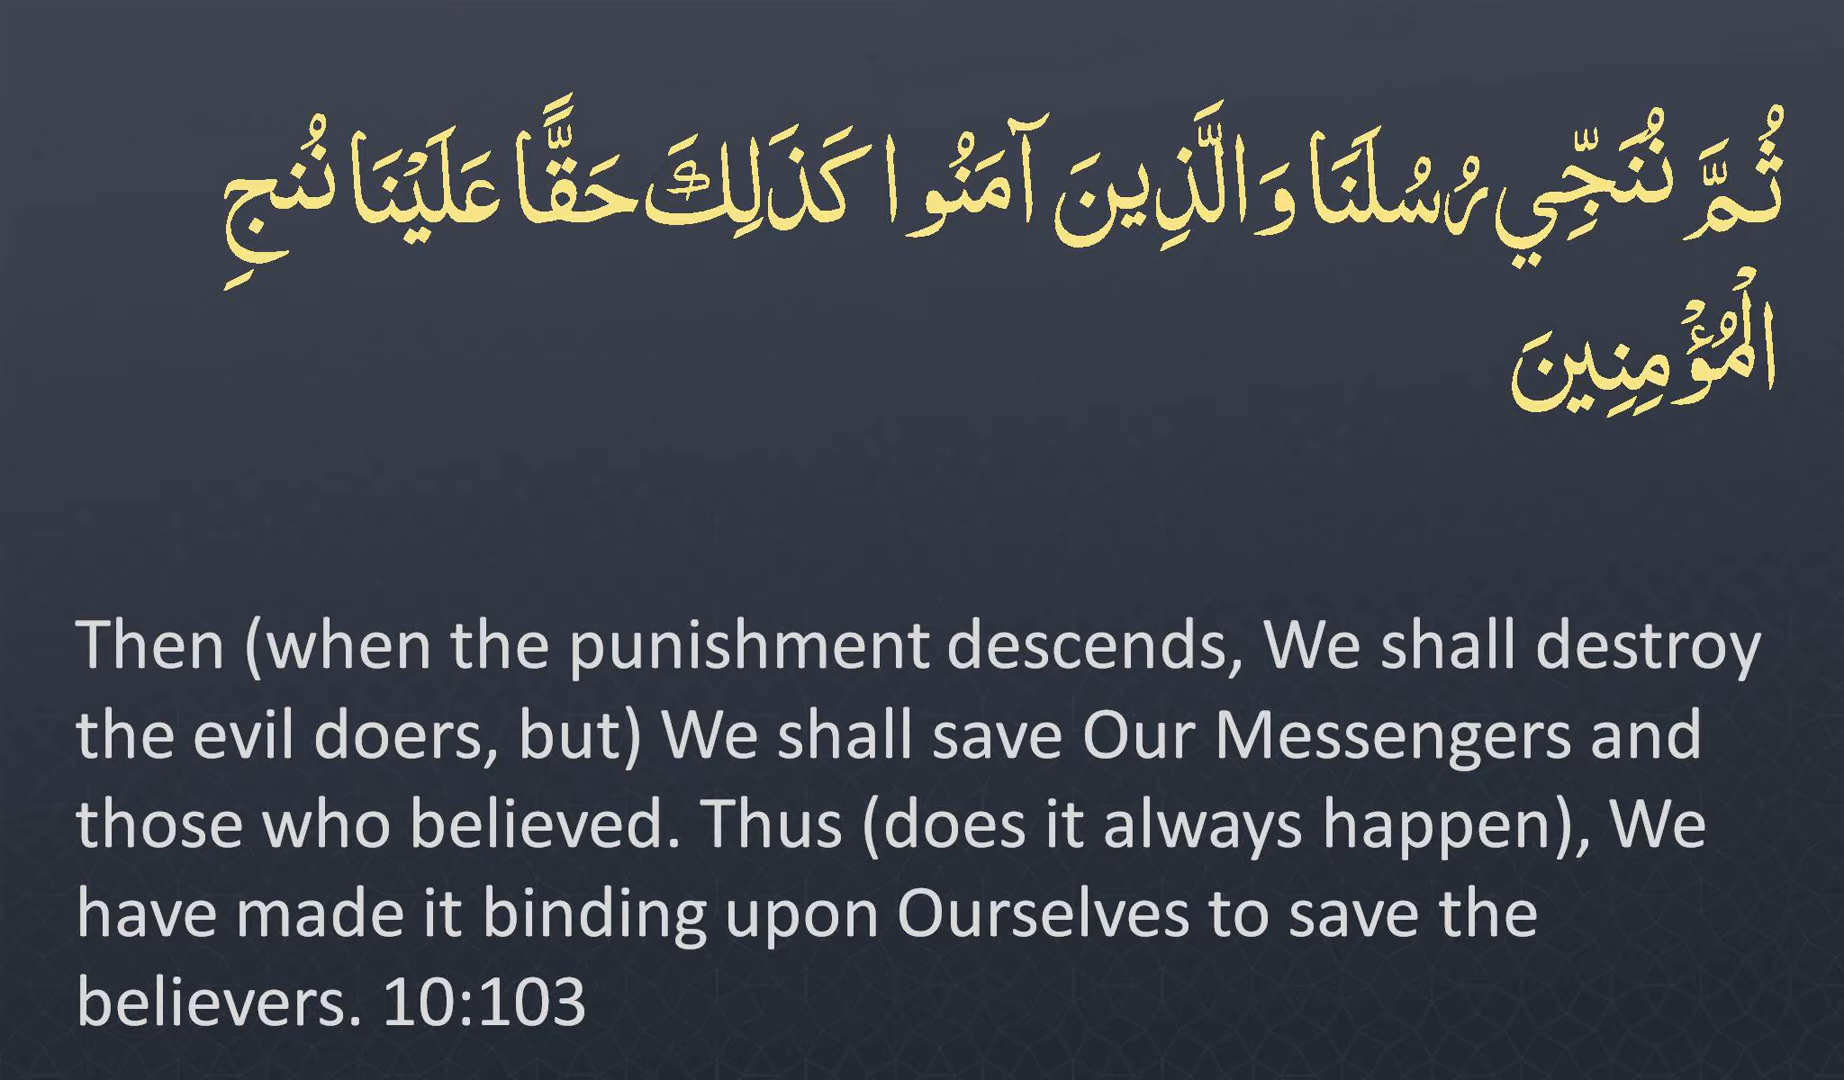 ثُمَّ نُنَجِّي رُسُلَنَا وَالَّذِينَ آمَنُوا كَذَلِكَ حَقًّا عَلَيْنَا نُنجِ
الْمُؤْمِنِينَ
Then (when the punishment descends, We shall destroy
the evil doers, but) We shall save Our Messengers and
those who believed. Thus (does it always happen), We
have made it binding upon Ourselves to save the
believers. 10:103